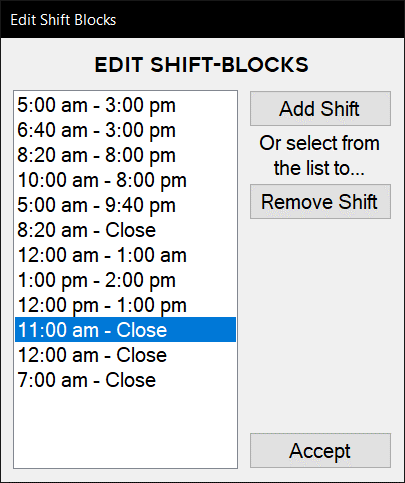 Edit Shift Blocks
EDIT SHIFT-BLOCKS
5:00 am - 3:00 pm
6:40 am - 3:00 pm
8:20 am - 8:00 pm
10:00 am - 8:00 pm
5:00 am - 9:40 pm
8:20 am - Close
12:00 am - 1:00 am
1:00 pm - 2:00 pm
12:00 pm - 1:00 pm
11:00 am - Close
12:00 am - Close
7:00 am - Close
Add Shift
Or select from
the list to...
Remove Shift
Accept